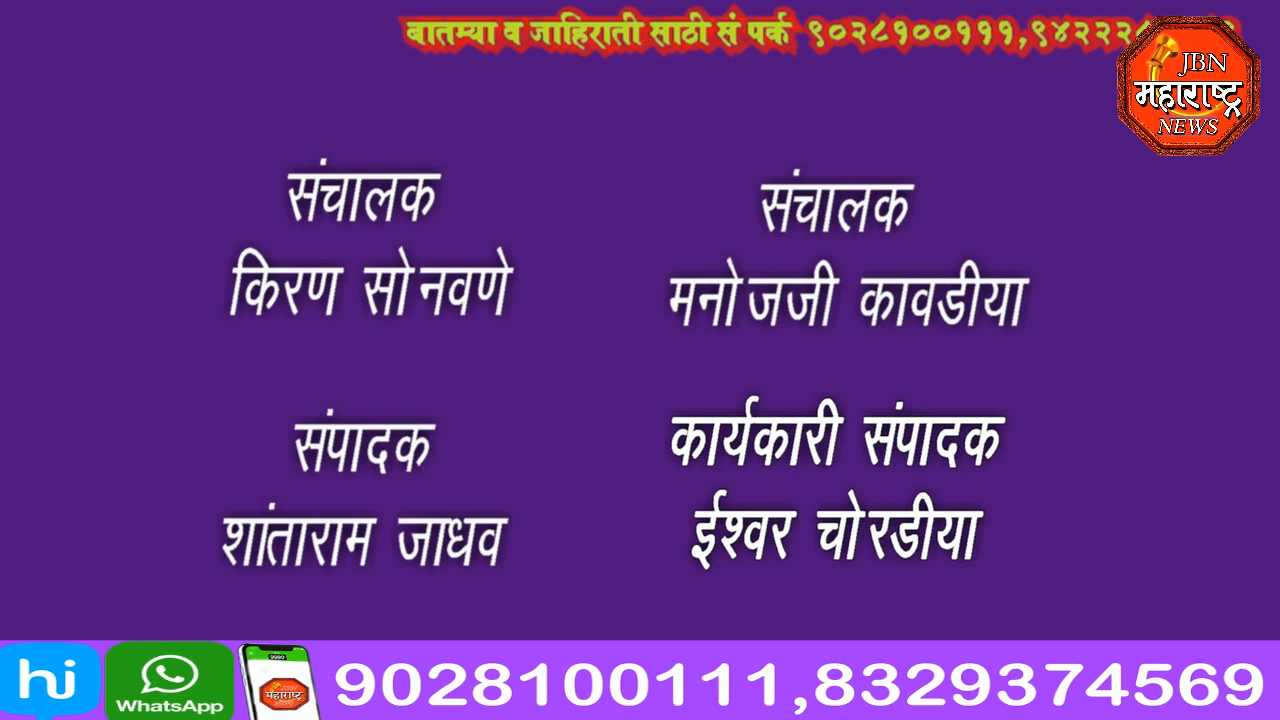 बातम्या व जाहिराती साठी सं पर्क ९०२८१००१११,९४२२२
JBN
महाराष्ट्र
NEWS
संचालक
किरण सोनवणे
संचालक
मनोजजी कावडीया
संपादक
शांताराम जाधव
कार्यकारी संपादक
ईश्वर चोरडीया
hi
WhatsApp
महाराष्ट्र
9028100111,8329374569